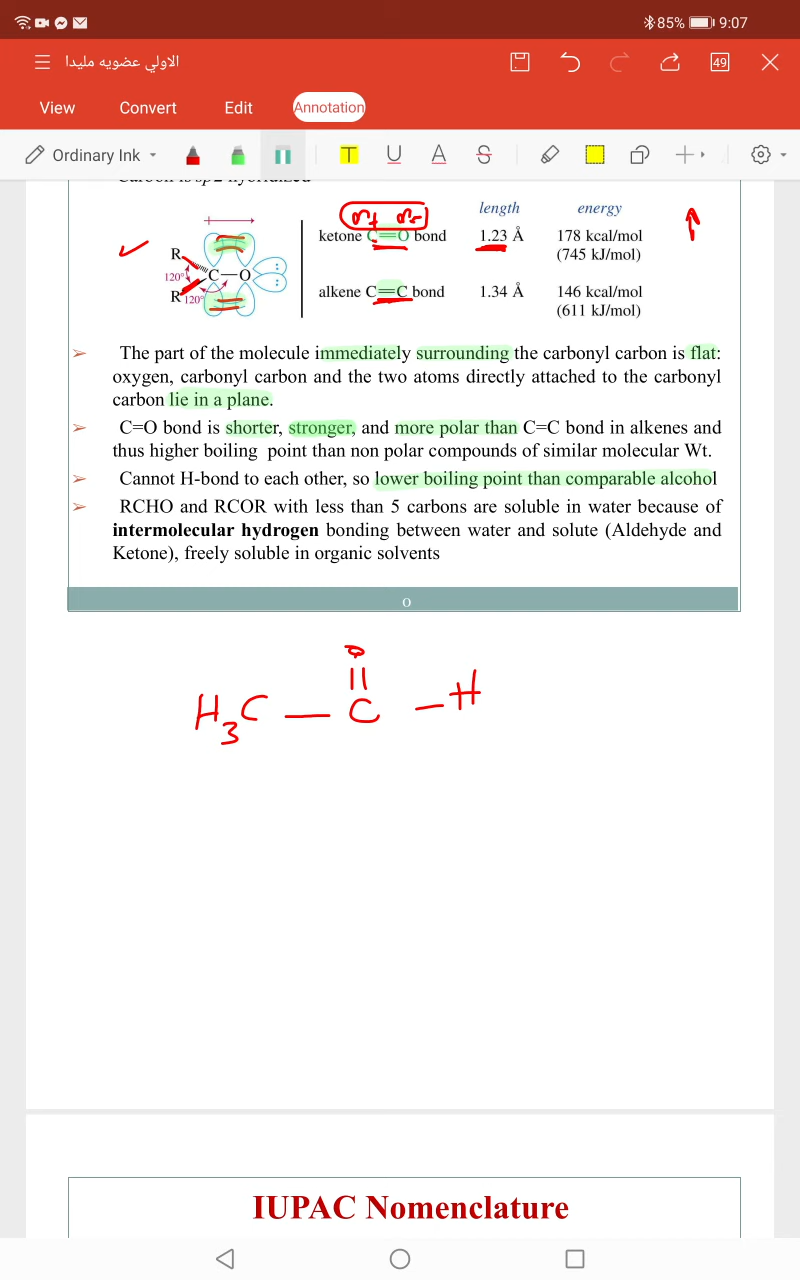 85% 9:07
الاولي عضويه مليدا
49
View Convert Edit Annotation
Ordinary Ink T U A S
length energy
ketone C=O bond 1.23 Å 178 kcal/mol
(745 kJ/mol)
R
120°
C—O
R 120°
alkene C=C bond 1.34 Å 146 kcal/mol
(611 kJ/mol)
➢ The part of the molecule immediately surrounding the carbonyl carbon is flat:
oxygen, carbonyl carbon and the two atoms directly attached to the carbonyl
carbon lie in a plane.
➢ C=O bond is shorter, stronger, and more polar than C=C bond in alkenes and
thus higher boiling point than non polar compounds of similar molecular Wt.
➢ Cannot H-bond to each other, so lower boiling point than comparable alcohol
➢ RCHO and RCOR with less than 5 carbons are soluble in water because of
intermolecular hydrogen bonding between water and solute (Aldehyde and
Ketone), freely soluble in organic solvents
O
H3C — C — H
IUPAC Nomenclature